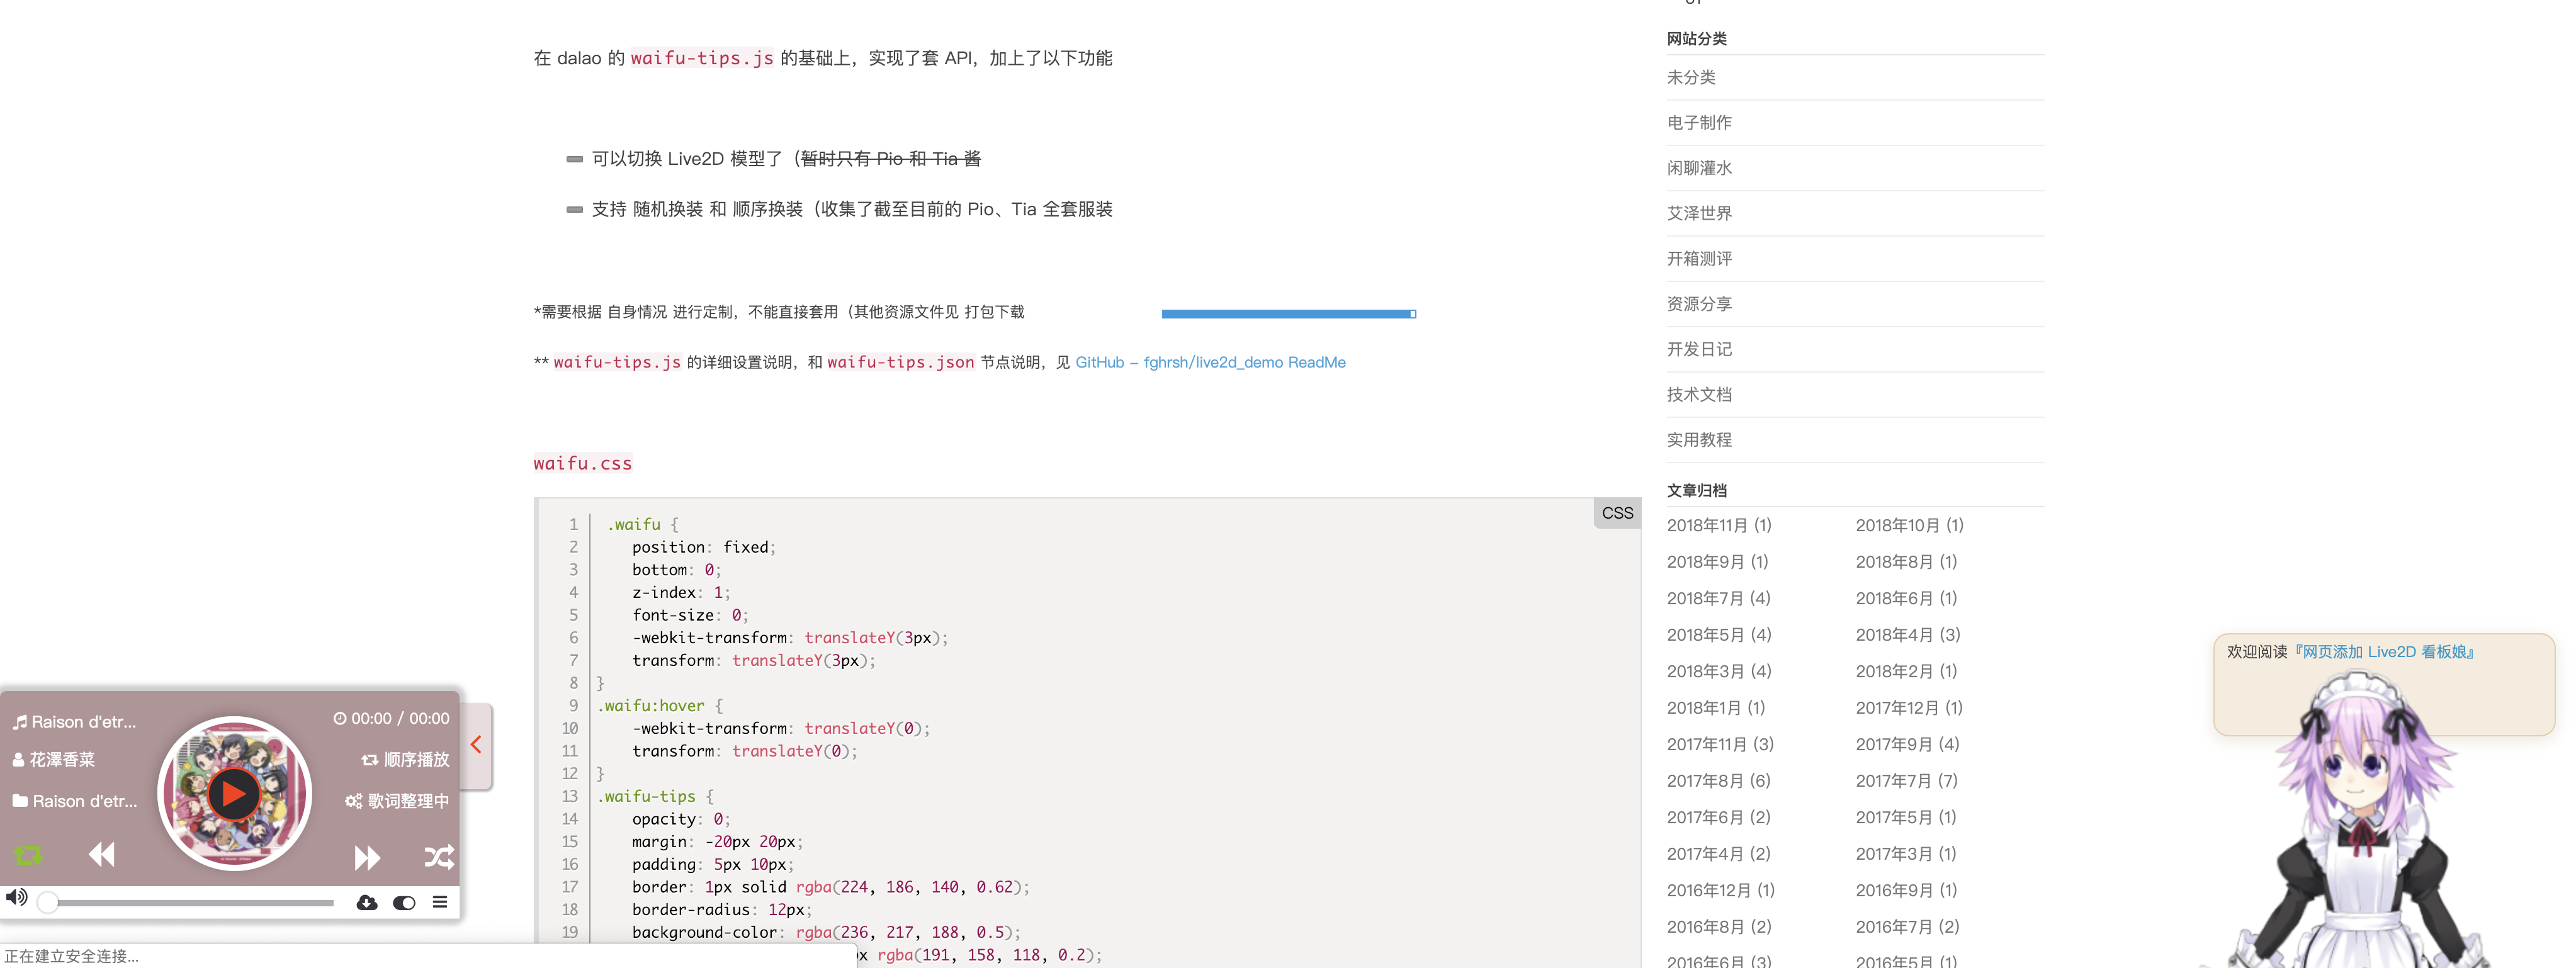 在 dalao 的 waifu-tips.js 的基础上，实现了套 API，加上了以下功能
可以切换 Live2D 模型了（暂时只有 Pio 和 Tia 酱
支持 随机换装 和 顺序换装（收集了截至目前的 Pio、Tia 全套服装
*需要根据 自身情况 进行定制，不能直接套用（其他资源文件见 打包下载
** waifu-tips.js 的详细设置说明，和 waifu-tips.json 节点说明，见 GitHub - fghrsh/live2d_demo ReadMe
waifu.css
CSS
1 .waifu {
2 position: fixed;
3 bottom: 0;
4 z-index: 1;
5 font-size: 0;
6 -webkit-transform: translateY(3px);
7 transform: translateY(3px);
8 }
9 .waifu:hover {
10 -webkit-transform: translateY(0);
11 transform: translateY(0);
12 }
13 .waifu-tips {
14 opacity: 0;
15 margin: -20px 20px;
16 padding: 5px 10px;
17 border: 1px solid rgba(224, 186, 140, 0.62);
18 border-radius: 12px;
19 background-color: rgba(236, 217, 188, 0.5);
px rgba(191, 158, 118, 0.2);
网站分类
未分类
电子制作
闲聊灌水
艾泽世界
开箱测评
资源分享
开发日记
技术文档
实用教程
文章归档
2018年11月 (1) 2018年10月 (1)
2018年9月 (1) 2018年8月 (1)
2018年7月 (4) 2018年6月 (1)
2018年5月 (4) 2018年4月 (3)
2018年3月 (4) 2018年2月 (1)
2018年1月 (1) 2017年12月 (1)
2017年11月 (3) 2017年9月 (4)
2017年8月 (6) 2017年7月 (7)
2017年6月 (2) 2017年5月 (1)
2017年4月 (2) 2017年3月 (1)
2016年12月 (1) 2016年9月 (1)
2016年8月 (2) 2016年7月 (2)
2016年6月 (3) 2016年5月 (1)
欢迎阅读『网页添加 Live2D 看板娘』
Raison d'etr... 00:00 / 00:00
花澤香菜 顺序播放
Raison d'etr... 歌词整理中
正在建立安全连接...